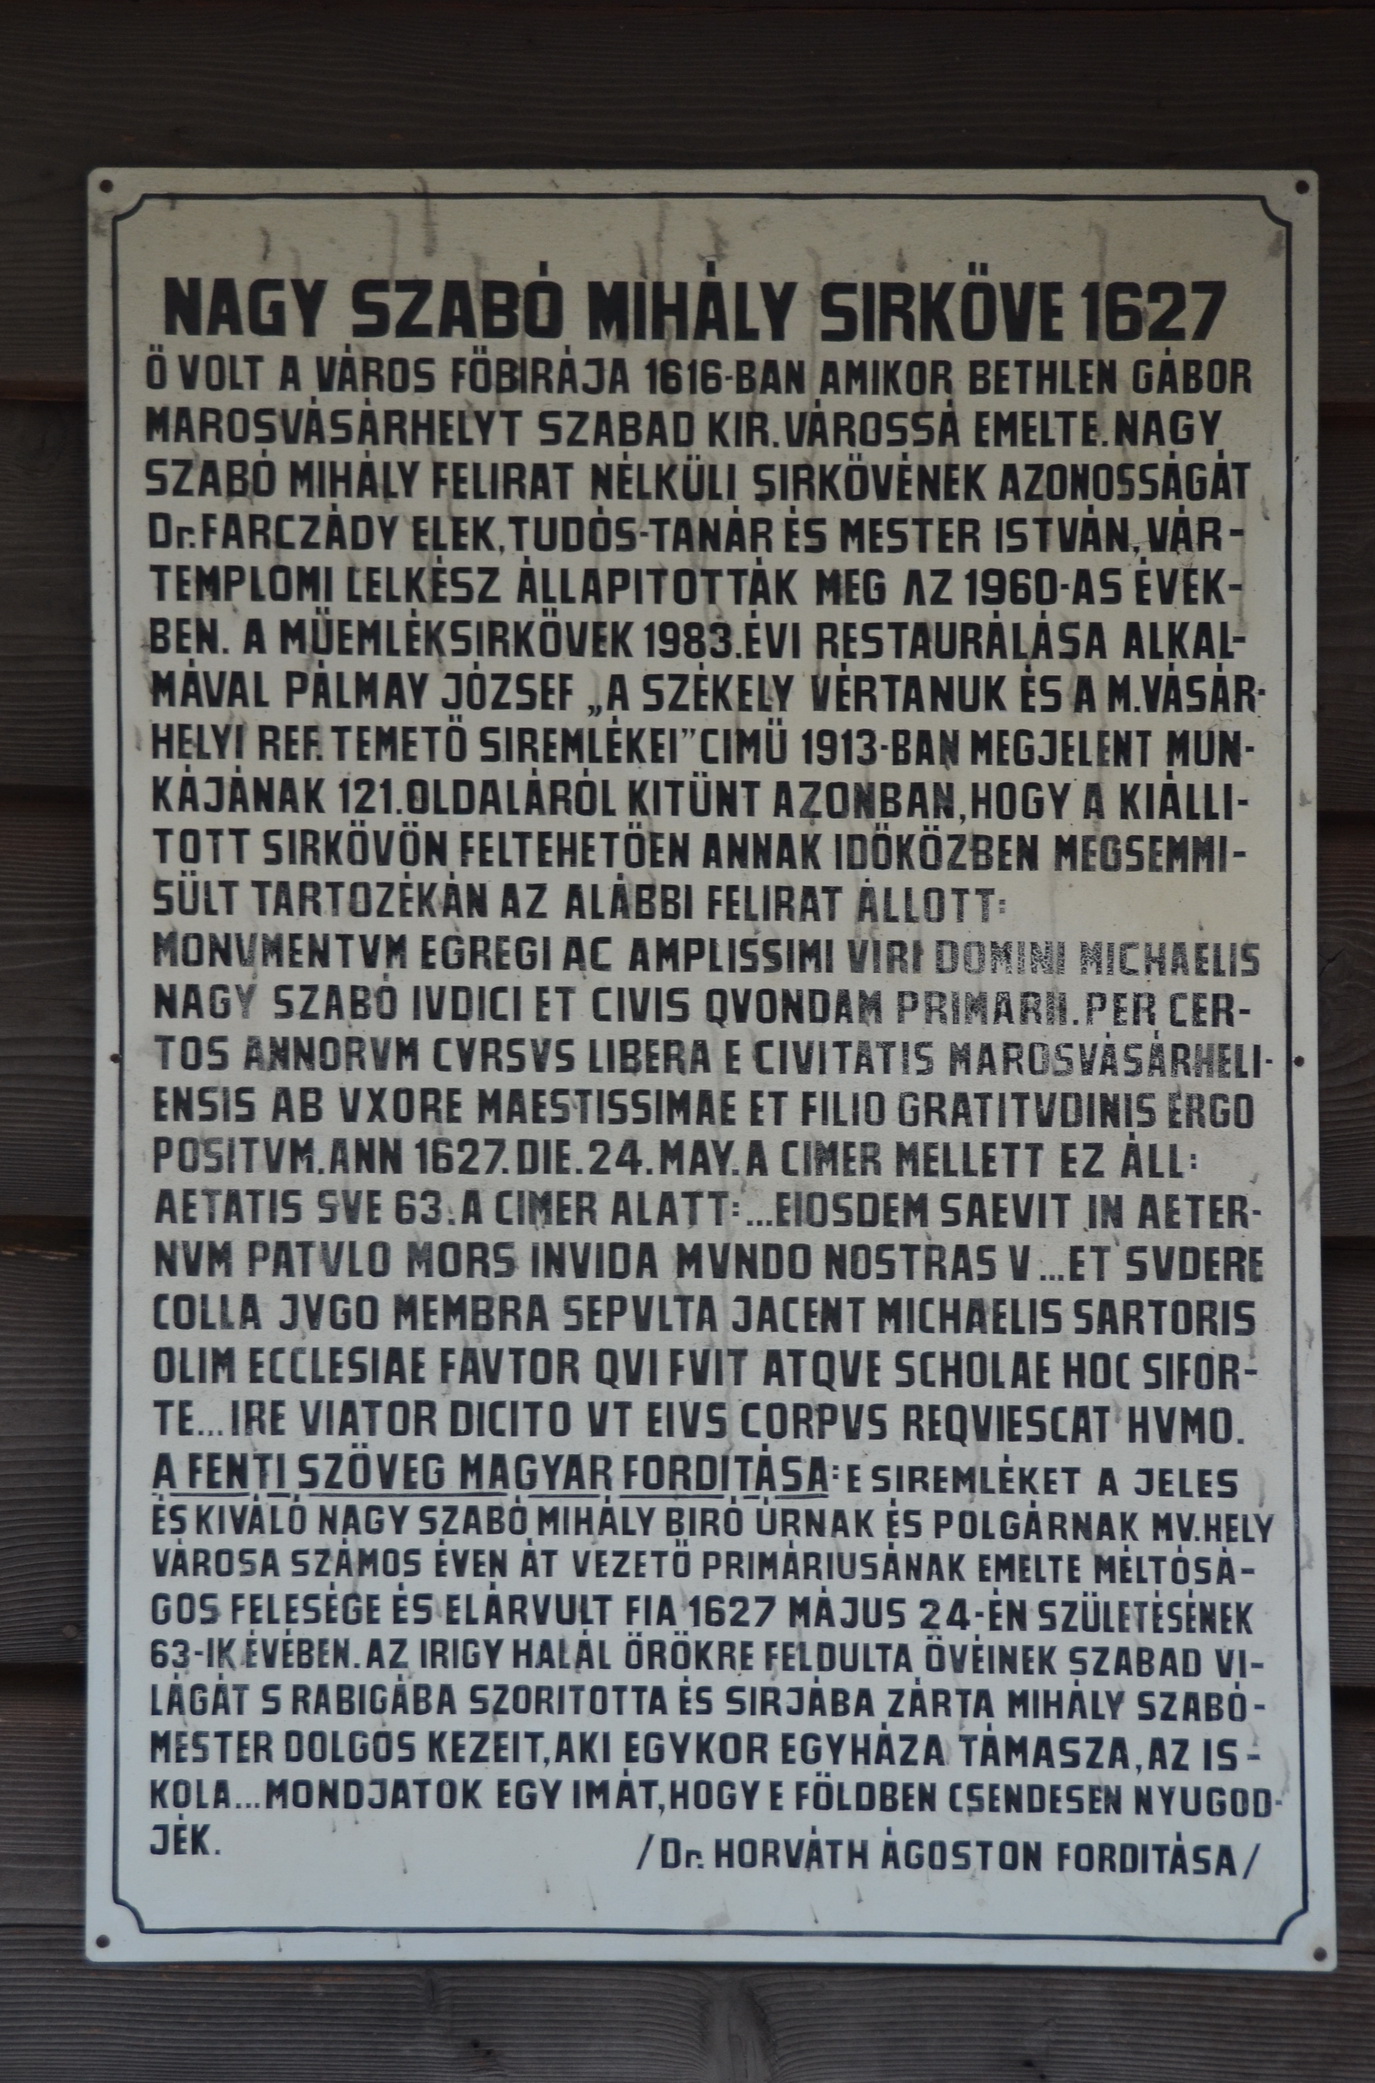 NAGY SZABÓ MIHÁLY SIRKÖVE 1627
Ö VOLT A VÁROS FÖBIRÁJA 1616-BAN AMIKOR BETHLEN GÁBOR
MAROSVÁSÁRHELYT SZABAD KIR.VÁROSSÁ EMELTE.NAGY
SZABÓ MIHÁLY FELIRAT NÉLKÜLI SIRKÖVÉNEK AZONOSSÁGÁT
Dr.FARCZÁDY ELEK,TUDÓS-TANÁR ÉS MESTER ISTVÁN,VÁR-
TEMPLOMI LELKÉSZ ÁLLAPITOTTÁK MEG AZ 1960-AS ÉVEK-
BEN. A MÜEMLÉKSIRKÖVEK 1983.ÉVI RESTAURÁLÁSA ALKAL-
MÁVAL PÁLMAY JÓZSEF „A SZÉKELY VÉRTANUK ÉS A M.VÁSÁR-
HELYI REF.TEMETÖ SIREMLÉKEI" CIMÜ 1913-BAN MEGJELENT MUN-
KÁJÁNAK 121.OLDALÁRÓL KITÜNT AZONBAN,HOGY A KIÁLLI-
TOTT SIRKÖVÖN FELTEHETÖEN ANNAK IDÖKÖZBEN MEGSEMMI-
SÜLT TARTOZÉKÁN AZ ALÁBBI FELIRAT ÁLLOTT:
MONVMENTVM EGREGI AC AMPLISSIMI VIRI DOMINI MICHAELIS
NAGY SZABÓ IVDICI ET CIVIS QVONDAM PRIMARII.PER CER-
TOS ANNORVM CVRSVS LIBERA E CIVITATIS MAROSVÁSÁRHELI-
ENSIS AB VXORE MAESTISSIMAE ET FILIO GRATITVDINIS ERGO
POSITVM.ANN 1627.DIE.24.MAY.A CIMER MELLETT EZ ÁLL:
AETATIS SVE 63.A CIMER ALATT:...EIOSDEM SAEVIT IN AETER-
NVM PATVLO MORS INVIDA MVNDO NOSTRAS V...ET SVDERE
COLLA JVGO MEMBRA SEPVLTA JACENT MICHAELIS SARTORIS
OLIM ECCLESIAE FAVTOR QVI FVIT ATQVE SCHOLAE HOC SIFOR-
TE...IRE VIATOR DICITO VT EIVS CORPVS REQVIESCAT HVMO.
A FENTI SZÖVEG MAGYAR FORDITÁSA: E SIREMLÉKET A JELES
ÉS KIVÁLÓ NAGY SZABÓ MIHÁLY BIRÓ ÚRNAK ÉS POLGÁRNAK MV.HELY
VÁROSA SZÁMOS ÉVEN ÁT VEZETÖ PRIMÁRIUSÁNAK EMELTE MÉLTÓSÁ-
GOS FELESÉGE ÉS ELÁRVULT FIA 1627 MÁJUS 24-ÉN SZÜLETÉSÉNEK
63-IK ÉVÉBEN.AZ IRIGY HALÁL ÖRÖKRE FELDULTA ÖVÉINEK SZABAD VI-
LÁGÁT S RABIGÁBA SZORITOTTA ÉS SIRJÁBA ZÁRTA MIHÁLY SZABÓ-
MESTER DOLGOS KEZEIT,AKI EGYKOR EGYHÁZA TÁMASZA,AZ IS-
KOLA...MONDJATOK EGY IMÁT,HOGY E FÖLDBEN CSENDESEN NYUGOD-
JÉK.
/Dr. HORVÁTH ÁGOSTON FORDITÁSA/